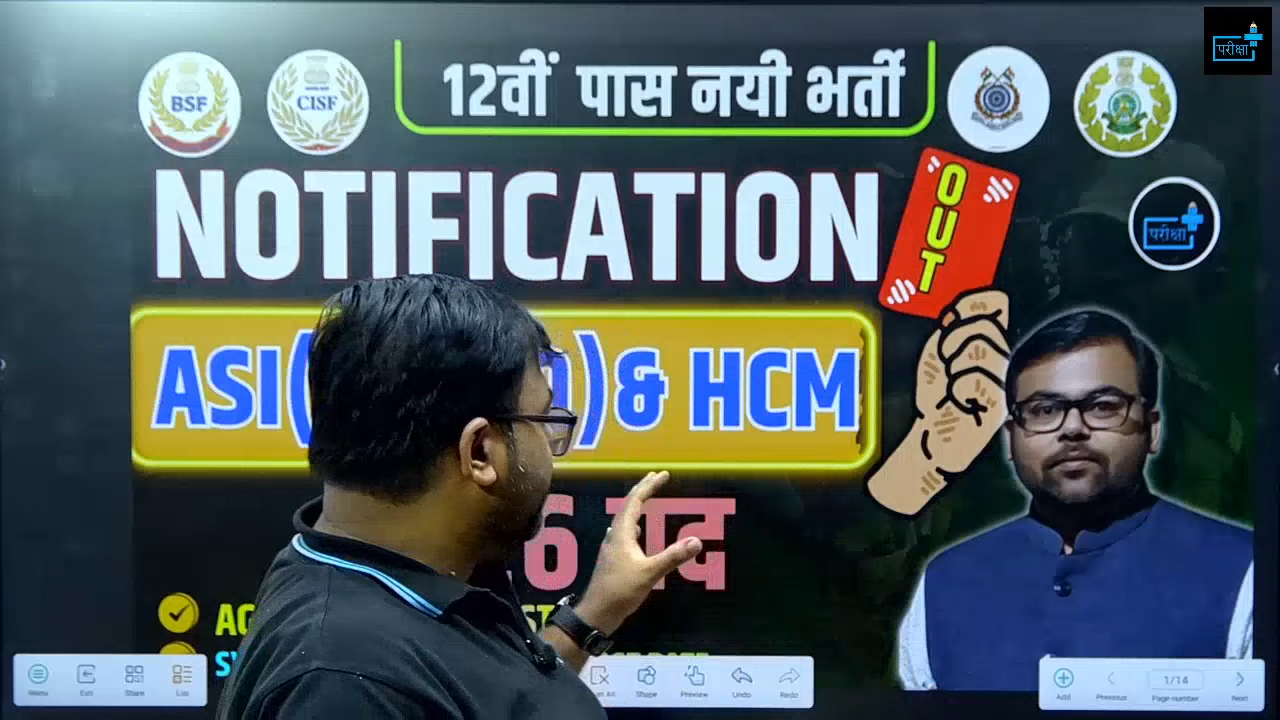 परीक्षा
BSF
CISF
12वीं पास नयी भर्ती
NOTIFICATION
OUT
परीक्षा
ASI( )& HCM
6 पद
Menu
Exit
Share
Shape
Preview
Undo
Redo
Add
Previous
1/14
Page number
Next